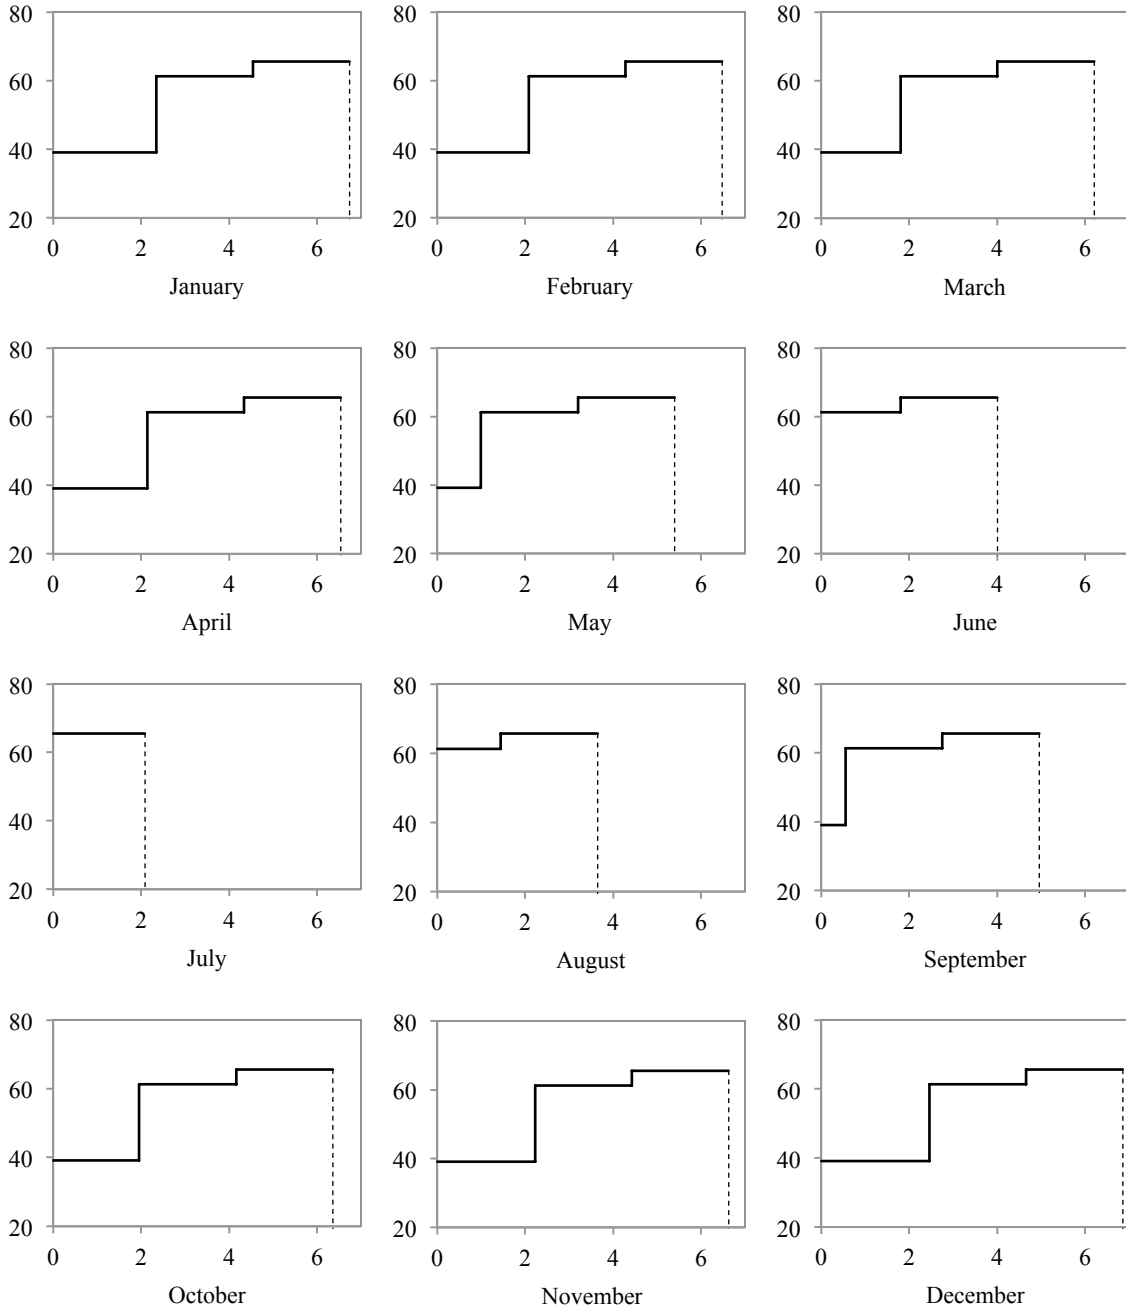 80 80 80
60 60 60
40 40 40
20 20 20
0 2 4 6 0 2 4 6 0 2 4 6
January February March
80 80 80
60 60 60
40 40 40
20 20 20
0 2 4 6 0 2 4 6 0 2 4 6
April May June
80 80 80
60 60 60
40 40 40
20 20 20
0 2 4 6 0 2 4 6 0 2 4 6
July August September
80 80 80
60 60 60
40 40 40
20 20 20
0 2 4 6 0 2 4 6 0 2 4 6
October November December